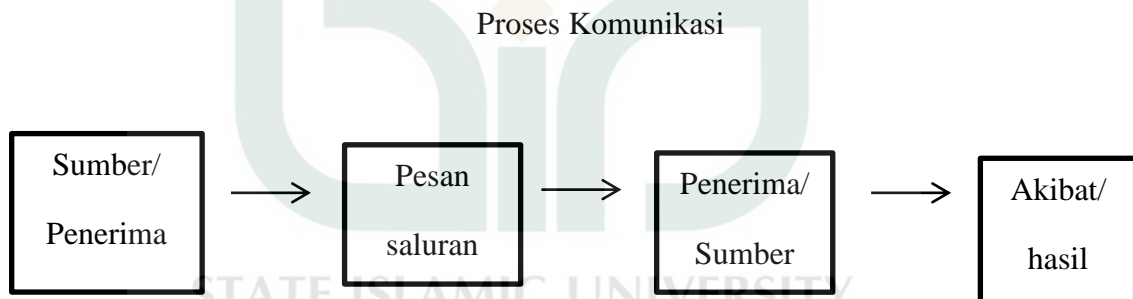 Proses Komunikasi
Sumber/
Penerima
Pesan
saluran
Penerima/
Sumber
Akibat/
hasil
STATE ISLAMIC UNIVERSITY